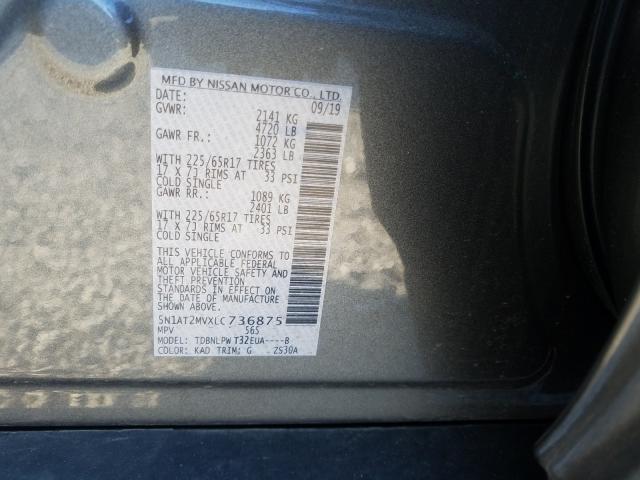 MFD BY NISSAN MOTOR CO., LTD.
DATE: 09/19
GVWR: 2141 KG
4720 LB
GAWR FR.: 1072 KG
2363 LB
WITH 225/65R17 TIRES
17 X 7J RIMS AT 33 PSI
COLD SINGLE
GAWR RR.: 1089 KG
2401 LB
WITH 225/65R17 TIRES
17 X 7J RIMS AT 33 PSI
COLD SINGLE
THIS VEHICLE CONFORMS TO
ALL APPLICABLE FEDERAL
MOTOR VEHICLE SAFETY AND
THEFT PREVENTION
STANDARDS IN EFFECT ON
THE DATE OF MANUFACTURE
SHOWN ABOVE.
5N1AT2MVXLC736875
MPV 565
MODEL: TDBNLPWT32EUA----B
COLOR: KAD TRIM; G ZS30A